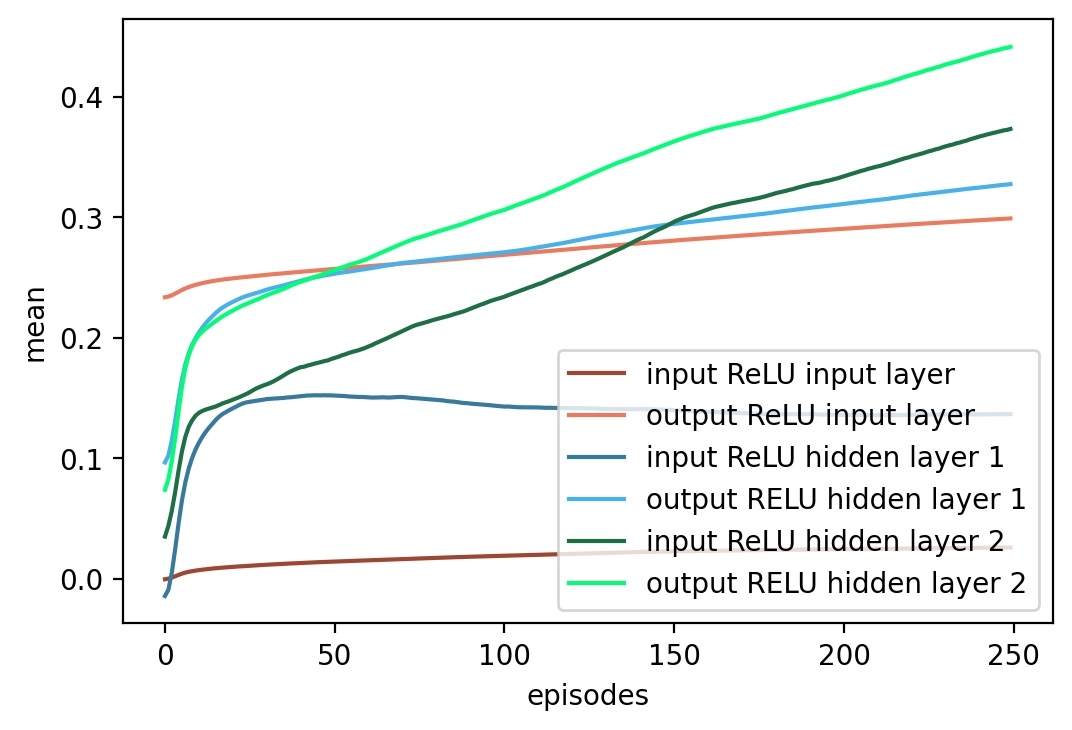 0.4
0.3
0.2
0.1
0.0
mean
input ReLU input layer
output ReLU input layer
input ReLU hidden layer 1
output RELU hidden layer 1
input ReLU hidden layer 2
output RELU hidden layer 2
0 50 100 150 200 250
episodes